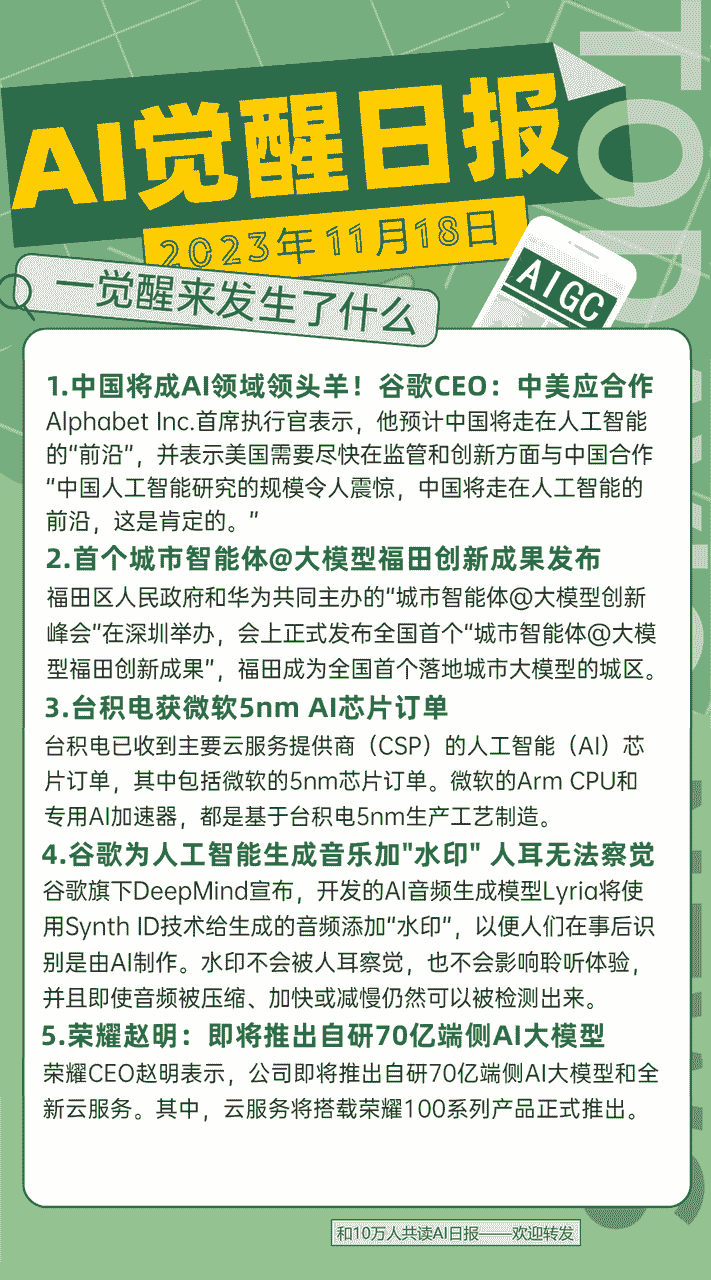 AI觉醒日报
2023年11月18日
一觉醒来发生了什么
AIGC
1.中国将成AI领域领头羊！谷歌CEO：中美应合作
Alphabet Inc.首席执行官表示，他预计中国将走在人工智能
的“前沿”，并表示美国需要尽快在监管和创新方面与中国合作
“中国人工智能研究的规模令人震惊，中国将走在人工智能的
前沿，这是肯定的。”
2.首个城市智能体@大模型福田创新成果发布
福田区人民政府和华为共同主办的“城市智能体@大模型创新
峰会”在深圳举办，会上正式发布全国首个“城市智能体@大模
型福田创新成果”，福田成为全国首个落地城市大模型的城区。
3.台积电获微软5nm AI芯片订单
台积电已收到主要云服务提供商（CSP）的人工智能（AI）芯
片订单，其中包括微软的5nm芯片订单。微软的Arm CPU和
专用AI加速器，都是基于台积电5nm生产工艺制造。
4.谷歌为人工智能生成音乐加"水印" 人耳无法察觉
谷歌旗下DeepMind宣布，开发的AI音频生成模型Lyria将使
用Synth ID技术给生成的音频添加“水印”，以便人们在事后识
别是由AI制作。水印不会被人耳察觉，也不会影响聆听体验，
并且即使音频被压缩、加快或减慢仍然可以被检测出来。
5.荣耀赵明：即将推出自研70亿端侧AI大模型
荣耀CEO赵明表示，公司即将推出自研70亿端侧AI大模型和全
新云服务。其中，云服务将搭载荣耀100系列产品正式推出。
和10万人共读AI日报——欢迎转发